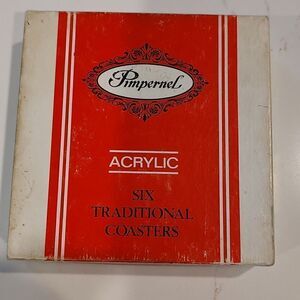 Pimpernel
ACRYLIC
SIX
TRADITIONAL
COASTERS